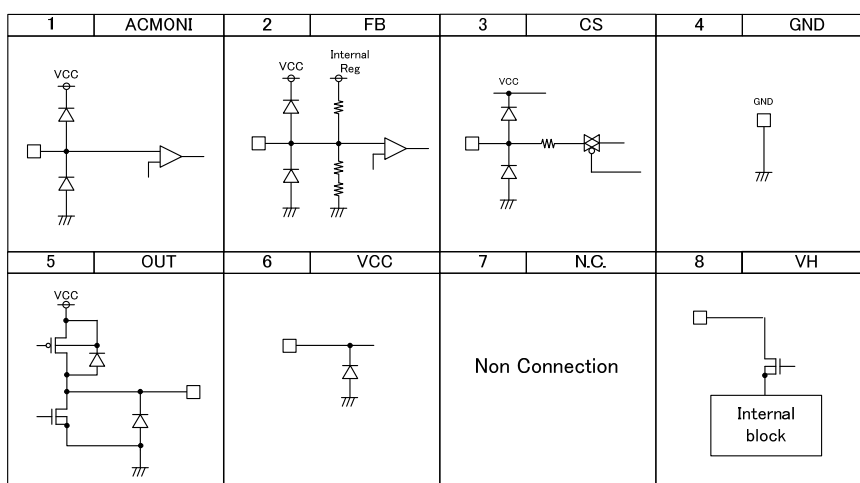 1 ACMONI 2 FB 3 CS 4 GND
VCC
VCC
Internal
Reg
VCC
GND
5 OUT 6 VCC 7 N.C. 8 VH
VCC
Non Connection
Internal
block